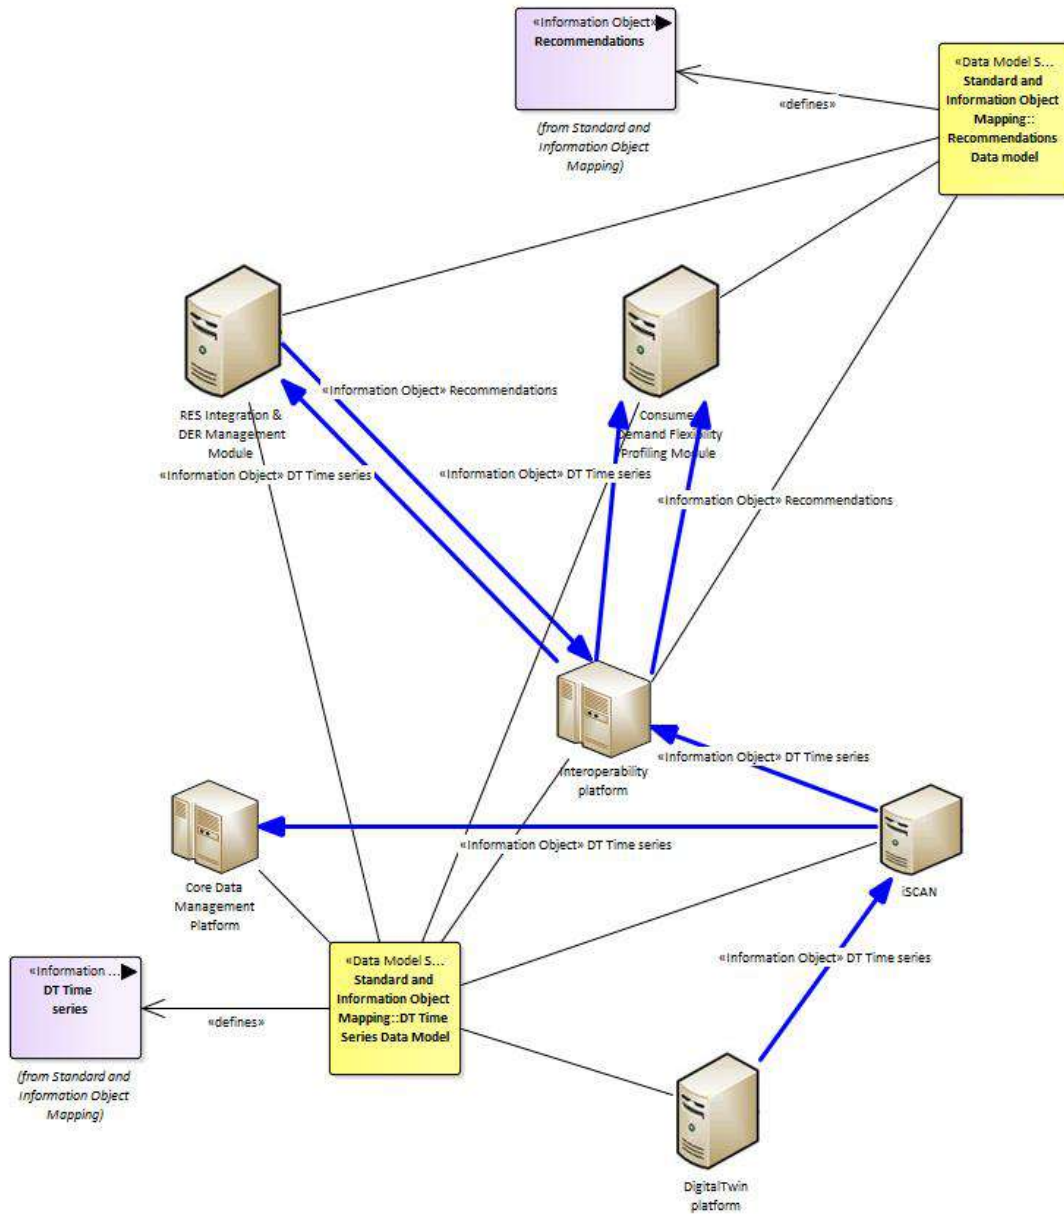 «Information Object»
Recommendations
(from Standard and
Information Object
Mapping)
«defines»
«Data Model S...
Standard and
Information Object
Mapping::
Recommendations
Data model
RES Integration &
DER Management
Module
«Information Object» Recommendations
Consumer
Demand Flexibility
Profiling Module
«Information Object» DT Time series
«Information Object» DT Time series
«Information Object» Recommendations
Interoperability
platform
«Information Object» DT Time series
Core Data
Management
Platform
«Information Object» DT Time series
iSCAN
«Information Object» DT Time series
«Information ...
DT Time
series
(from Standard and
Information Object
Mapping)
«defines»
«Data Model S...
Standard and
Information Object
Mapping::DT Time
Series Data Model
DigitalTwin
platform